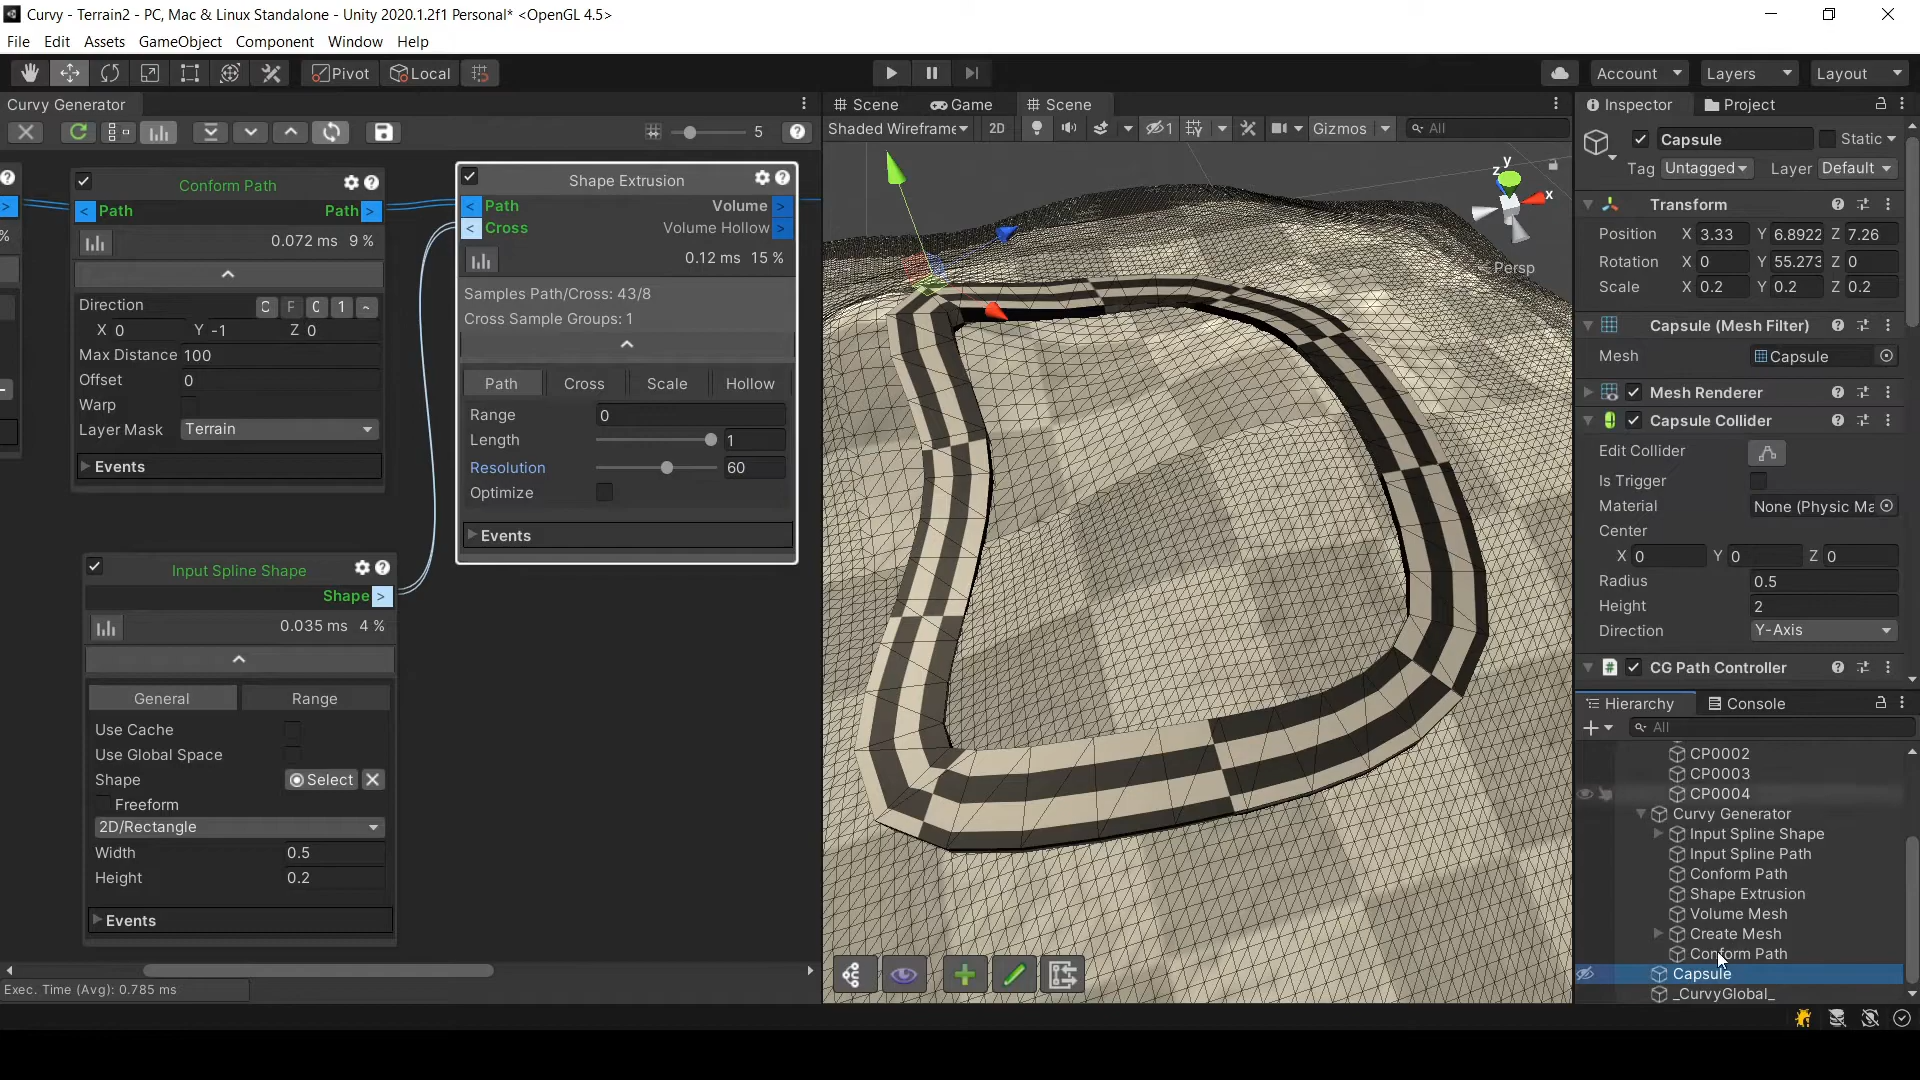 Curvy - Terrain2 - PC, Mac & Linux Standalone - Unity 2020.1.2f1 Personal* <OpenGL 4.5>
File Edit Assets GameObject Component Window Help
Pivot Local Account Layers Layout
Curvy Generator
5
Conform Path
Path Path
0.072 ms 9 %
Direction C F C 1 ~
X 0 Y -1 Z 0
Max Distance 100
Offset 0
Warp
Layer Mask Terrain
Events
Shape Extrusion
Path Volume
Cross Volume Hollow
0.12 ms 15 %
Samples Path/Cross: 43/8
Cross Sample Groups: 1
Path Cross Scale Hollow
Range 0
Length 1
Resolution 60
Optimize
Events
Input Spline Shape
Shape
0.035 ms 4 %
General Range
Use Cache
Use Global Space
Shape Select
Freeform
2D/Rectangle
Width 0.5
Height 0.2
Events
Exec. Time (Avg): 0.785 ms
Scene Game Scene
Shaded Wireframe 2D 1 Gizmos All
y
z
x
Persp
Inspector Project
Capsule Static
Tag Untagged Layer Default
Transform
Position X 3.33 Y 6.8922 Z 7.26
Rotation X 0 Y 55.273 Z 0
Scale X 0.2 Y 0.2 Z 0.2
Capsule (Mesh Filter)
Mesh Capsule
Mesh Renderer
Capsule Collider
Edit Collider
Is Trigger
Material None (Physic Ma
Center
X 0 Y 0 Z 0
Radius 0.5
Height 2
Direction Y-Axis
CG Path Controller
Hierarchy Console
All
CP0002
CP0003
CP0004
Curvy Generator
Input Spline Shape
Input Spline Path
Conform Path
Shape Extrusion
Volume Mesh
Create Mesh
Conform Path
Capsule
_CurvyGlobal_